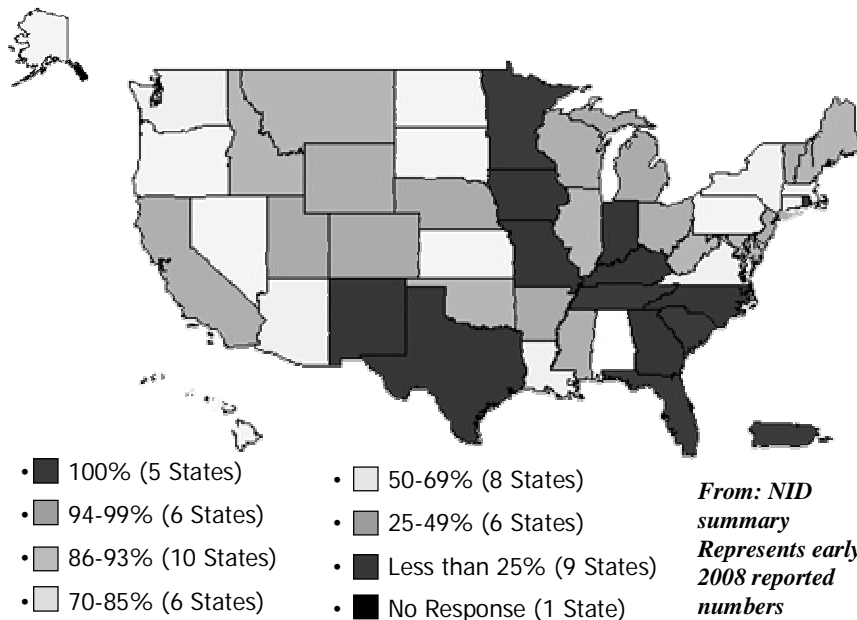 • 100% (5 States)
• 94-99% (6 States)
• 86-93% (10 States)
• 70-85% (6 States)
• 50-69% (8 States)
• 25-49% (6 States)
• Less than 25% (9 States)
• No Response (1 State)
From: NID
summary
Represents early
2008 reported
numbers